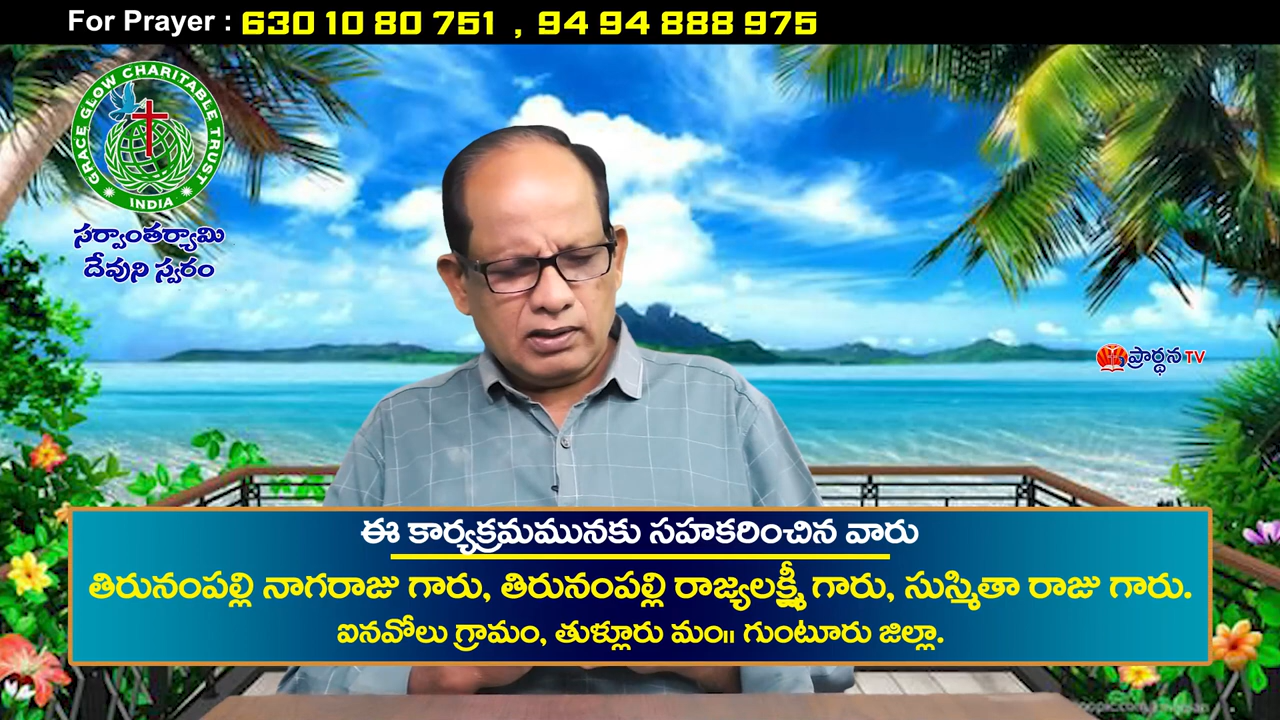 For Prayer : 630 10 80 751 , 94 94 888 975
GRACE GLOW CHARITABLE TRUST
INDIA
సర్వాంతర్యామి
దేవుని స్వరం
ప్రార్థన TV
ఈ కార్యక్రమమునకు సహకరించిన వారు
తిరునంపల్లి నాగరాజు గారు, తిరునంపల్లి రాజ్యలక్ష్మీ గారు, సుస్మితా రాజు గారు.
ఐనవోలు గ్రామం, తుళ్లూరు మం॥ గుంటూరు జిల్లా.